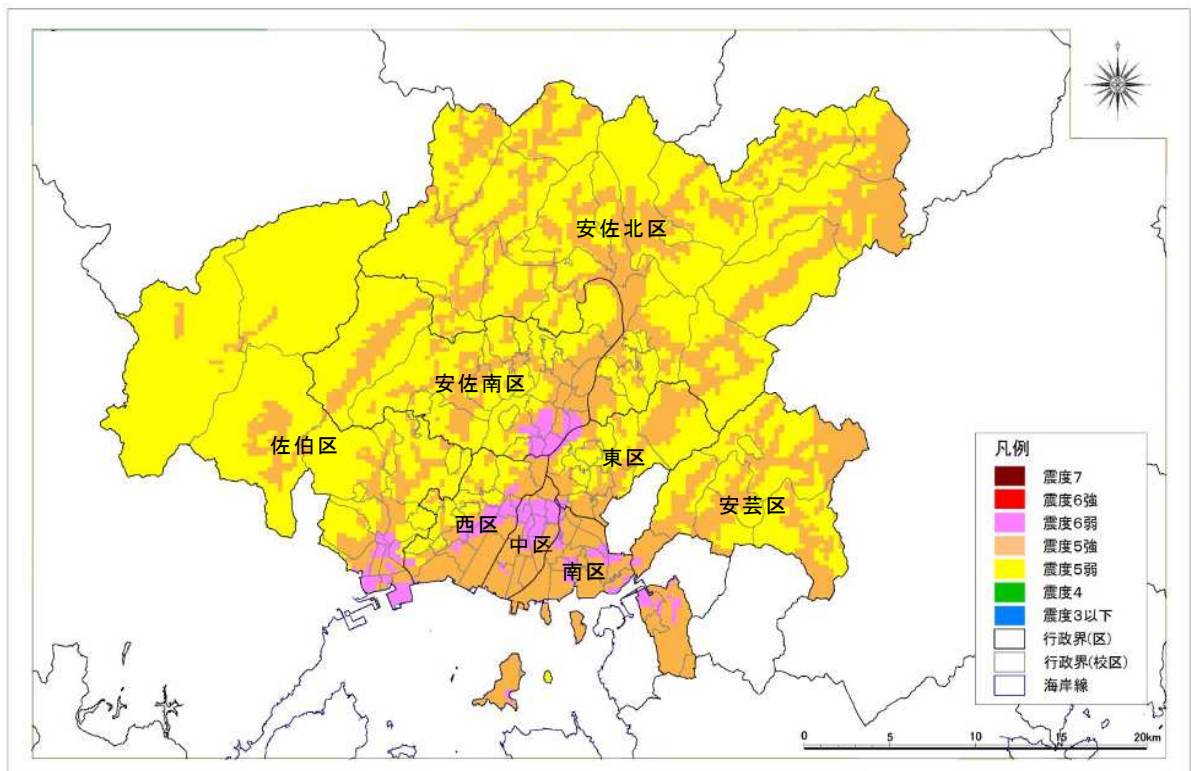 安佐北区
安佐南区
佐伯区
東区
安芸区
西区
中区
南区
凡例
震度7
震度6強
震度6弱
震度5強
震度5弱
震度4
震度3以下
行政界(区)
行政界(校区)
海岸線
0 5 10 15 20km